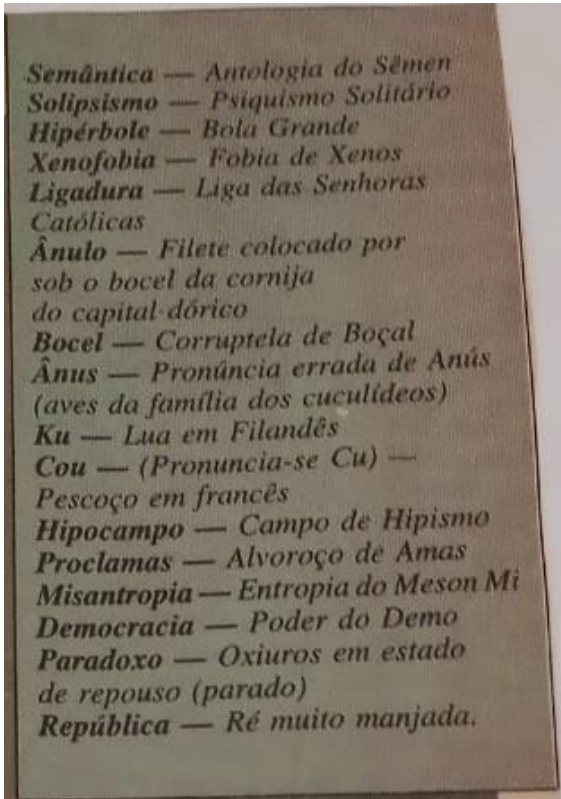 Semântica — Antologia do Sêmen
Solipsismo — Psiquismo Solitário
Hipérbole — Bola Grande
Xenofobia — Fobia de Xenos
Ligadura — Liga das Senhoras
Católicas
Ânulo — Filete colocado por
sob o bocel da cornija
do capital dórico
Bocel — Corruptela de Boçal
Ânus — Pronúncia errada de Anús
(aves da família dos cuculídeos)
Ku — Lua em Filandês
Cou — (Pronuncia-se Cu) —
Pescoço em francês
Hipocampo — Campo de Hipismo
Proclamas — Alvoroço de Amas
Misantropia — Entropia do Meson Mi
Democracia — Poder do Demo
Paradoxo — Oxiuros em estado
de repouso (parado)
República — Ré muito manjada.